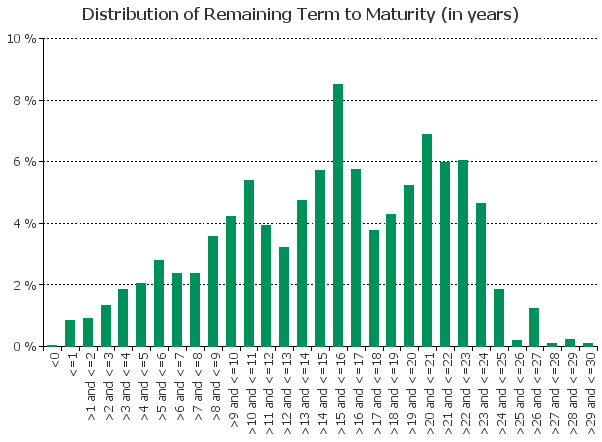 Distribution of Remaining Term to Maturity (in years)
10 %
8 %
6 %
4 %
2 %
0 %
<0
<=1
>1 and <=2
>2 and <=3
>3 and <=4
>4 and <=5
>5 and <=6
>6 and <=7
>7 and <=8
>8 and <=9
>9 and <=10
>10 and <=11
>11 and <=12
>12 and <=13
>13 and <=14
>14 and <=15
>15 and <=16
>16 and <=17
>17 and <=18
>18 and <=19
>19 and <=20
>20 and <=21
>21 and <=22
>22 and <=23
>23 and <=24
>24 and <=25
>25 and <=26
>26 and <=27
>27 and <=28
>28 and <=29
>29 and <=30